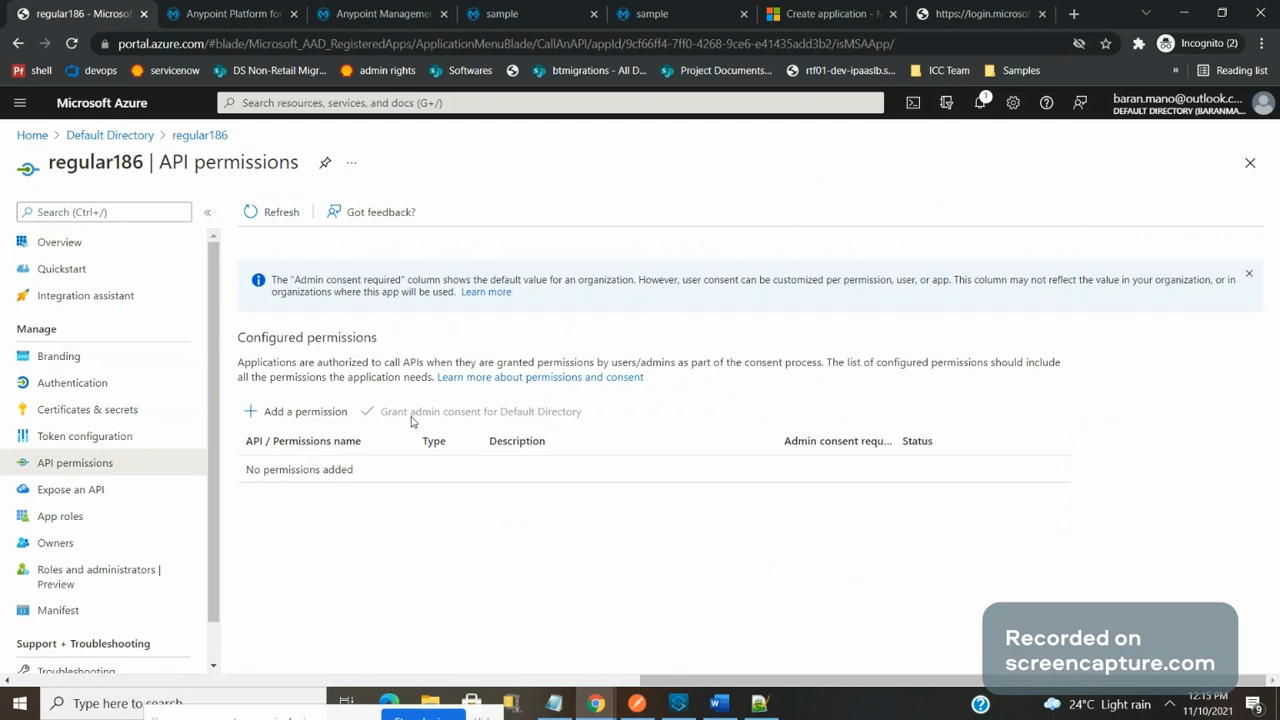 regular186 - Microsoft Az
Anypoint Platform for
Anypoint Managemen
sample
sample
Create application - M
https://login.microsof
portal.azure.com/#blade/Microsoft_AAD_RegisteredApps/ApplicationMenuBlade/CallAnAPI/appId/9cf66ff4-7ff0-4268-9ce6-e41435add3b2/isMSAApp/
Incognito (2)
shell
devops
servicenow
DS Non-Retail Migr...
admin rights
Softwares
btmigrations - All D...
Project Documents...
rtf01-dev-ipaaslb.s...
ICC Team
Samples
»
Reading list
Microsoft Azure
Search resources, services, and docs (G+/)
1
baran.mano@outlook.c...
DEFAULT DIRECTORY (BARANMA...
Home > Default Directory > regular186
regular186 | API permissions
...
Search (Ctrl+/)
«
Refresh
Got feedback?
Overview
Quickstart
Integration assistant
Manage
Branding
Authentication
Certificates & secrets
Token configuration
API permissions
Expose an API
App roles
Owners
Roles and administrators |
Preview
Manifest
Support + Troubleshooting
Troubleshooting
The "Admin consent required" column shows the default value for an organization. However, user consent can be customized per permission, user, or app. This column may not reflect the value in your organization, or in
organizations where this app will be used. Learn more
Configured permissions
Applications are authorized to call APIs when they are granted permissions by users/admins as part of the consent process. The list of configured permissions should include
all the permissions the application needs. Learn more about permissions and consent
Add a permission
Grant admin consent for Default Directory
API / Permissions name
Type
Description
Admin consent requ...
Status
No permissions added
Recorded on
screencapture.com
Type here to search
24°C Light rain
12:15 PM
11/10/2021
9